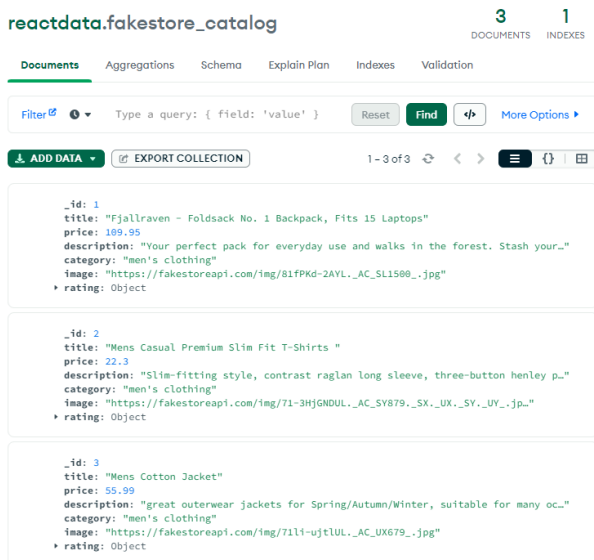 reactdata.fakestore_catalog
3
DOCUMENTS
1
INDEXES
Documents
Aggregations
Schema
Explain Plan
Indexes
Validation
Filter
Type a query: { field: 'value' }
Reset
Find
</>
More Options
ADD DATA
EXPORT COLLECTION
1 – 3 of 3
{}
_id: 1
title: "Fjallraven - Foldsack No. 1 Backpack, Fits 15 Laptops"
price: 109.95
description: "Your perfect pack for everyday use and walks in the forest. Stash your…"
category: "men's clothing"
image: "https://fakestoreapi.com/img/81fPKd-2AYL._AC_SL1500_.jpg"
rating: Object
_id: 2
title: "Mens Casual Premium Slim Fit T-Shirts "
price: 22.3
description: "Slim-fitting style, contrast raglan long sleeve, three-button henley p…"
category: "men's clothing"
image: "https://fakestoreapi.com/img/71-3HjGNDUL._AC_SY879._SX._UX._SY._UY_.jp…"
rating: Object
_id: 3
title: "Mens Cotton Jacket"
price: 55.99
description: "great outerwear jackets for Spring/Autumn/Winter, suitable for many oc…"
category: "men's clothing"
image: "https://fakestoreapi.com/img/71li-ujtlUL._AC_UX679_.jpg"
rating: Object